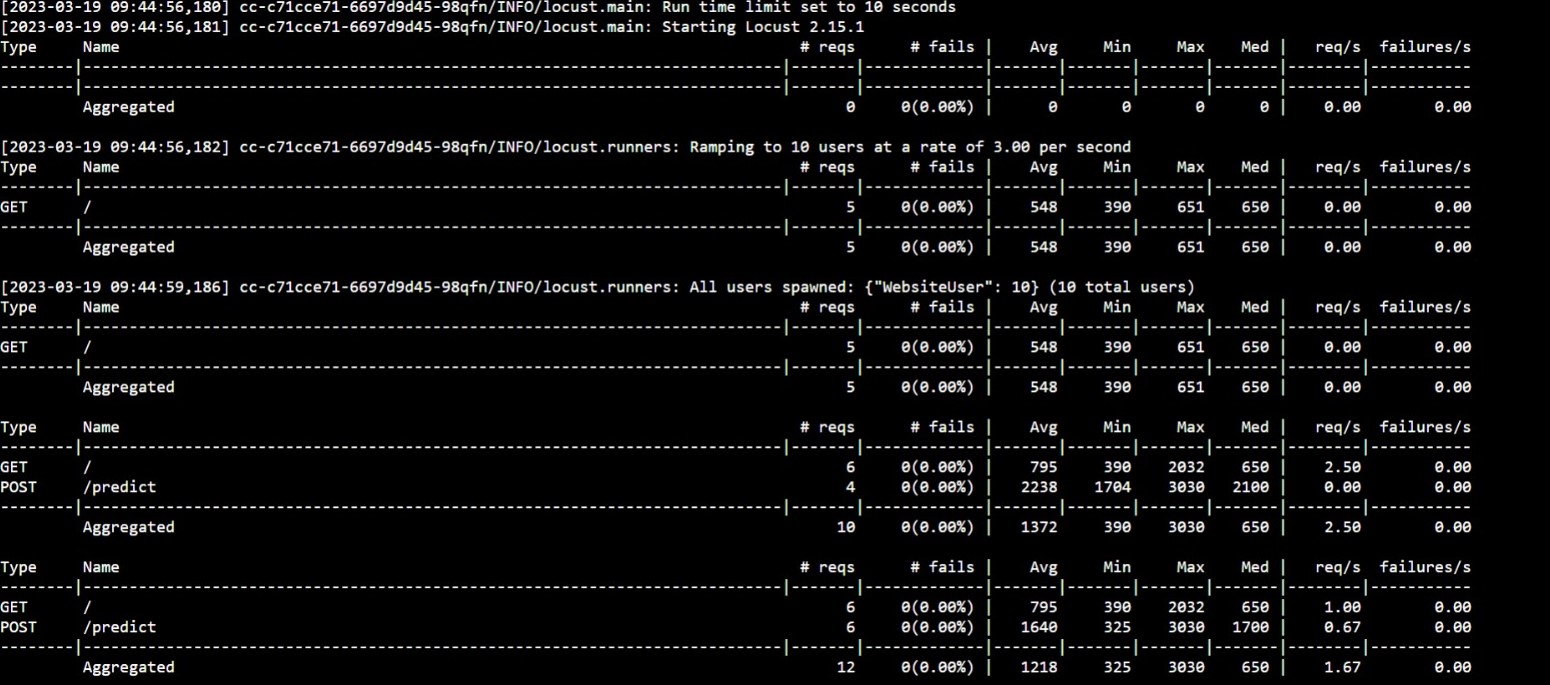 [2023-03-19 09:44:56,180] cc-c71cce71-6697d9d45-98qfn/INFO/locust.main: Run time limit set to 10 seconds
[2023-03-19 09:44:56,181] cc-c71cce71-6697d9d45-98qfn/INFO/locust.main: Starting Locust 2.15.1
Type     Name                                                                          # reqs      # fails |    Avg     Min     Max    Med |   req/s  failures/s
--------|----------------------------------------------------------------------------|-------|-------------|-------|-------|-------|-------|--------|-----------
--------|----------------------------------------------------------------------------|-------|-------------|-------|-------|-------|-------|--------|-----------
         Aggregated                                                                         0     0(0.00%) |      0       0       0      0 |    0.00        0.00
[2023-03-19 09:44:56,182] cc-c71cce71-6697d9d45-98qfn/INFO/locust.runners: Ramping to 10 users at a rate of 3.00 per second
Type     Name                                                                          # reqs      # fails |    Avg     Min     Max    Med |   req/s  failures/s
--------|----------------------------------------------------------------------------|-------|-------------|-------|-------|-------|-------|--------|-----------
GET      /                                                                                  5     0(0.00%) |    548     390     651    650 |    0.00        0.00
--------|----------------------------------------------------------------------------|-------|-------------|-------|-------|-------|-------|--------|-----------
         Aggregated                                                                         5     0(0.00%) |    548     390     651    650 |    0.00        0.00
[2023-03-19 09:44:59,186] cc-c71cce71-6697d9d45-98qfn/INFO/locust.runners: All users spawned: {"WebsiteUser": 10} (10 total users)
Type     Name                                                                          # reqs      # fails |    Avg     Min     Max    Med |   req/s  failures/s
--------|----------------------------------------------------------------------------|-------|-------------|-------|-------|-------|-------|--------|-----------
GET      /                                                                                  5     0(0.00%) |    548     390     651    650 |    0.00        0.00
--------|----------------------------------------------------------------------------|-------|-------------|-------|-------|-------|-------|--------|-----------
         Aggregated                                                                         5     0(0.00%) |    548     390     651    650 |    0.00        0.00
Type     Name                                                                          # reqs      # fails |    Avg     Min     Max    Med |   req/s  failures/s
--------|----------------------------------------------------------------------------|-------|-------------|-------|-------|-------|-------|--------|-----------
GET      /                                                                                  6     0(0.00%) |    795     390    2032    650 |    2.50        0.00
POST     /predict                                                                           4     0(0.00%) |   2238    1704    3030   2100 |    0.00        0.00
--------|----------------------------------------------------------------------------|-------|-------------|-------|-------|-------|-------|--------|-----------
         Aggregated                                                                        10     0(0.00%) |   1372     390    3030    650 |    2.50        0.00
Type     Name                                                                          # reqs      # fails |    Avg     Min     Max    Med |   req/s  failures/s
--------|----------------------------------------------------------------------------|-------|-------------|-------|-------|-------|-------|--------|-----------
GET      /                                                                                  6     0(0.00%) |    795     390    2032    650 |    1.00        0.00
POST     /predict                                                                           6     0(0.00%) |   1640     325    3030   1700 |    0.67        0.00
--------|----------------------------------------------------------------------------|-------|-------------|-------|-------|-------|-------|--------|-----------
         Aggregated                                                                        12     0(0.00%) |   1218     325    3030    650 |    1.67        0.00